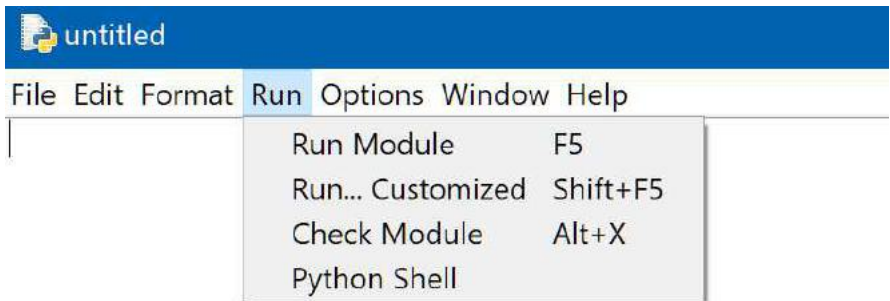 untitled
File Edit Format Run Options Window Help
Run Module F5
Run... Customized Shift+F5
Check Module Alt+X
Python Shell